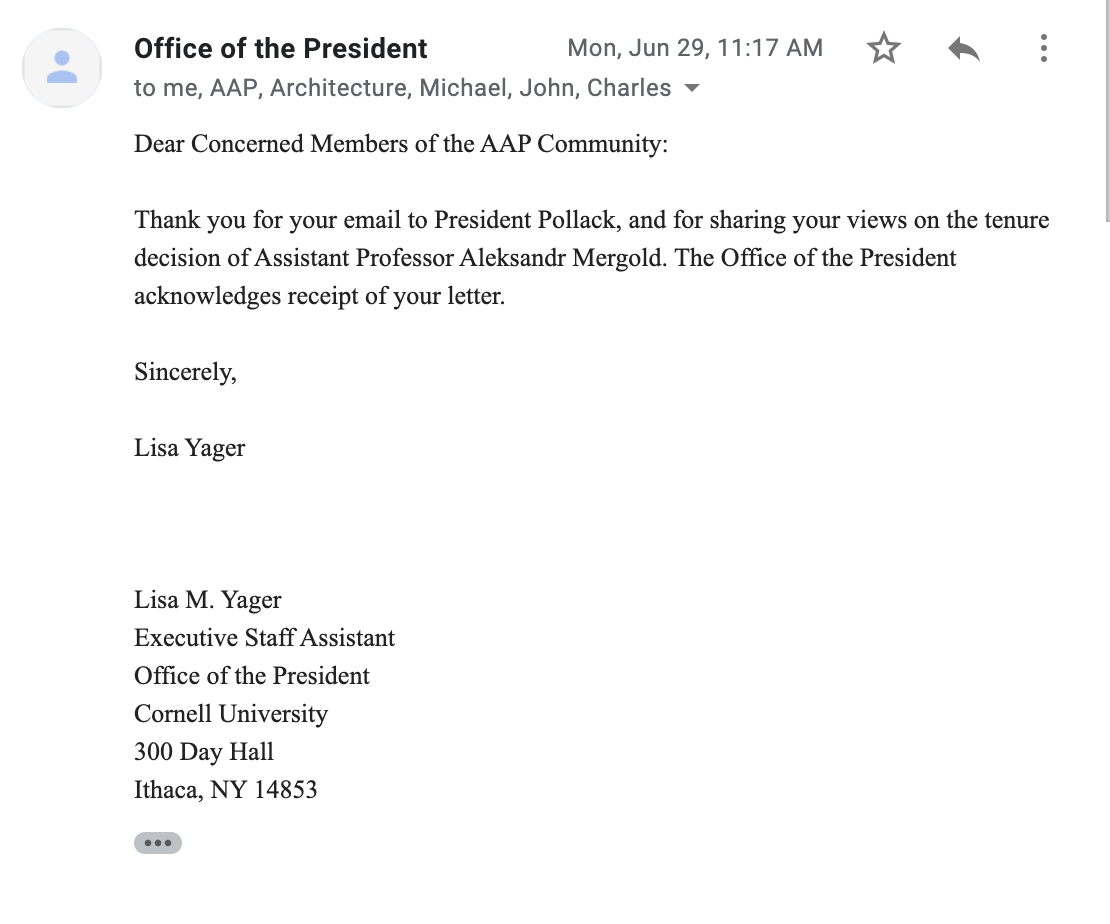 Office of the President
Mon, Jun 29, 11:17 AM
to me, AAP, Architecture, Michael, John, Charles
Dear Concerned Members of the AAP Community:
Thank you for your email to President Pollack, and for sharing your views on the tenure
decision of Assistant Professor Aleksandr Mergold. The Office of the President
acknowledges receipt of your letter.
Sincerely,
Lisa Yager
Lisa M. Yager
Executive Staff Assistant
Office of the President
Cornell University
300 Day Hall
Ithaca, NY 14853